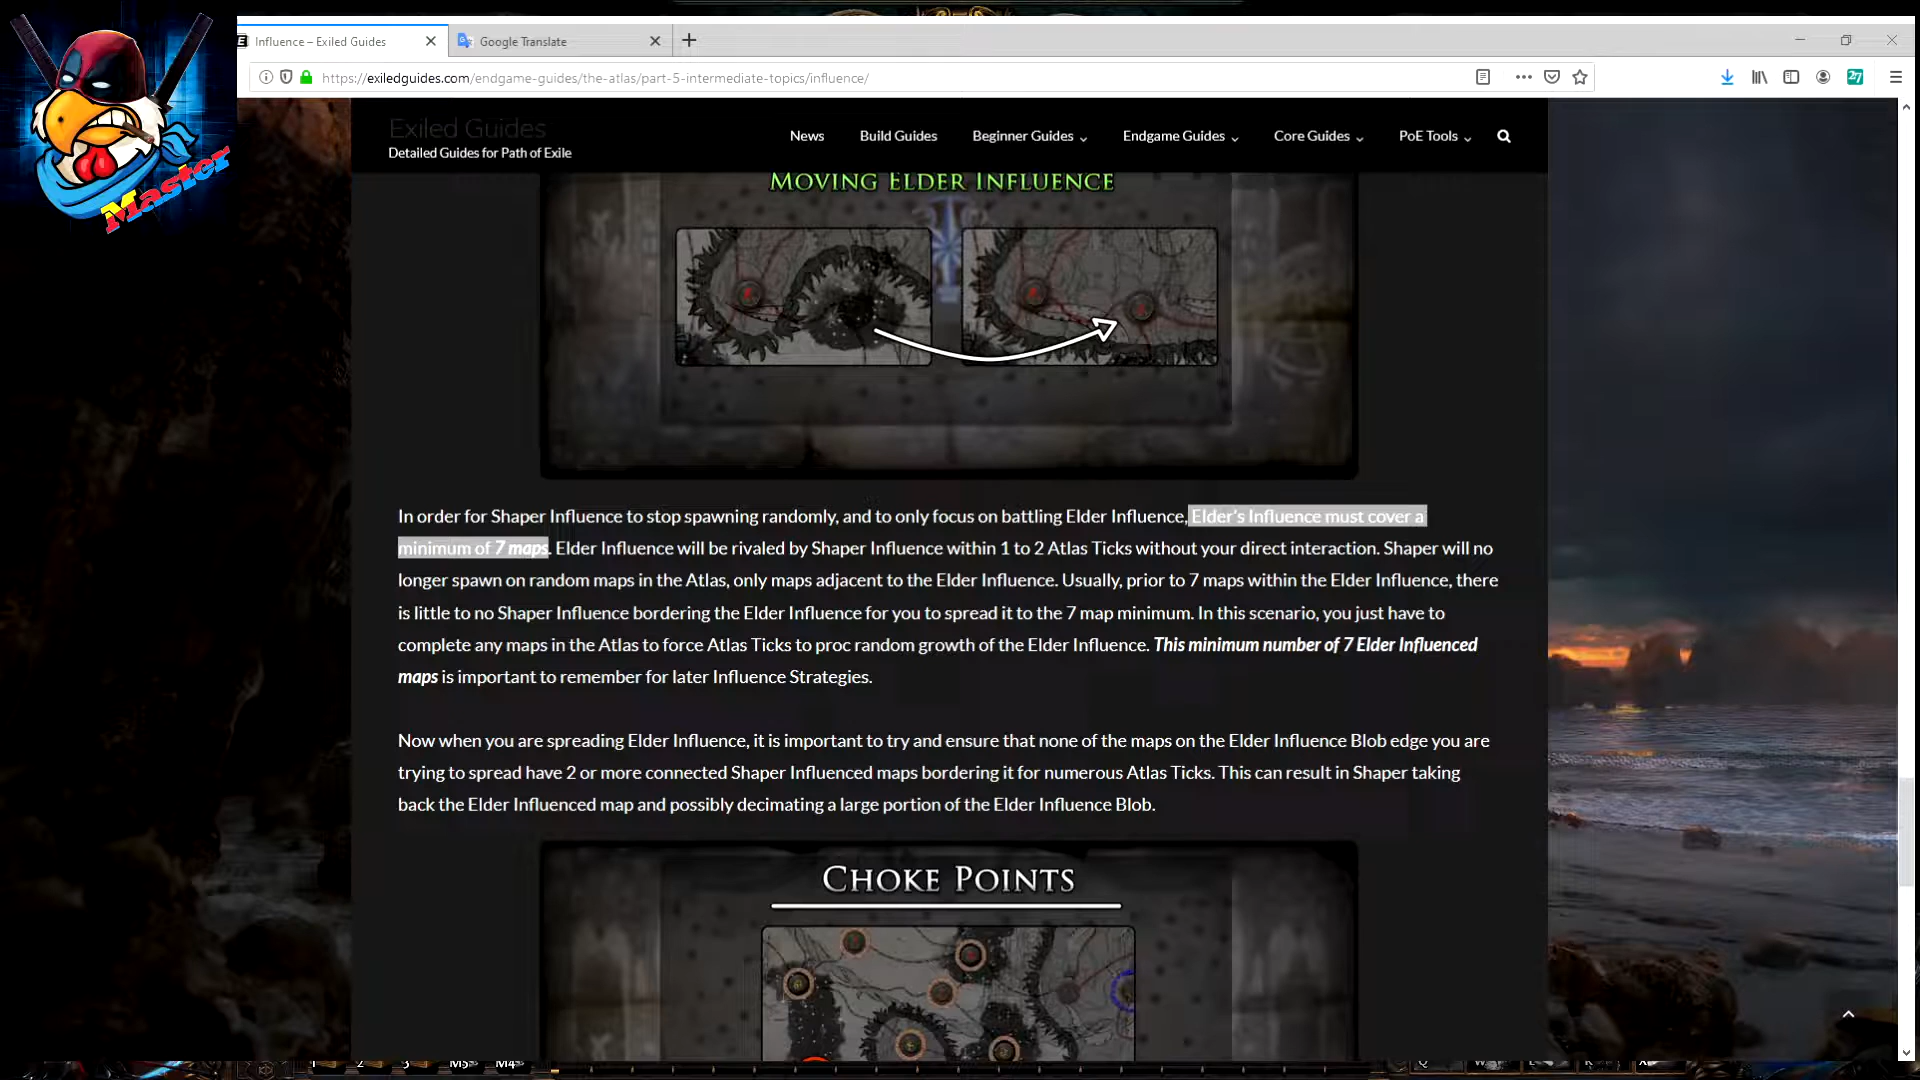 Master
Influence – Exiled Guides
Google Translate
https://exiledguides.com/endgame-guides/the-atlas/part-5-intermediate-topics/influence/
Exiled Guides
Detailed Guides for Path of Exile
News Build Guides Beginner Guides Endgame Guides Core Guides PoE Tools
Moving Elder Influence
In order for Shaper Influence to stop spawning randomly, and to only focus on battling Elder Influence, Elder's Influence must cover a
minimum of 7 maps. Elder Influence will be rivaled by Shaper Influence within 1 to 2 Atlas Ticks without your direct interaction. Shaper will no
longer spawn on random maps in the Atlas, only maps adjacent to the Elder Influence. Usually, prior to 7 maps within the Elder Influence, there
is little to no Shaper Influence bordering the Elder Influence for you to spread it to the 7 map minimum. In this scenario, you just have to
complete any maps in the Atlas to force Atlas Ticks to proc random growth of the Elder Influence. This minimum number of 7 Elder Influenced
maps is important to remember for later Influence Strategies.
Now when you are spreading Elder Influence, it is important to try and ensure that none of the maps on the Elder Influence Blob edge you are
trying to spread have 2 or more connected Shaper Influenced maps bordering it for numerous Atlas Ticks. This can result in Shaper taking
back the Elder Influenced map and possibly decimating a large portion of the Elder Influence Blob.
Choke Points